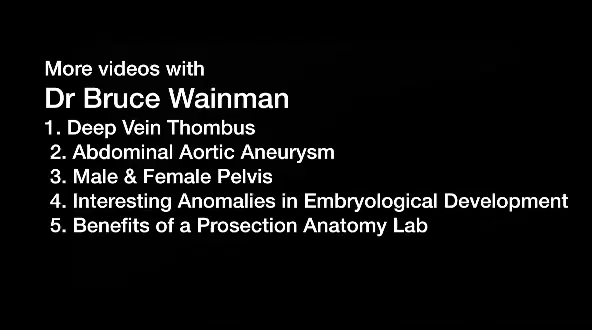 More videos with
Dr Bruce Wainman
1. Deep Vein Thombus
2. Abdominal Aortic Aneurysm
3. Male & Female Pelvis
4. Interesting Anomalies in Embryological Development
5. Benefits of a Prosection Anatomy Lab